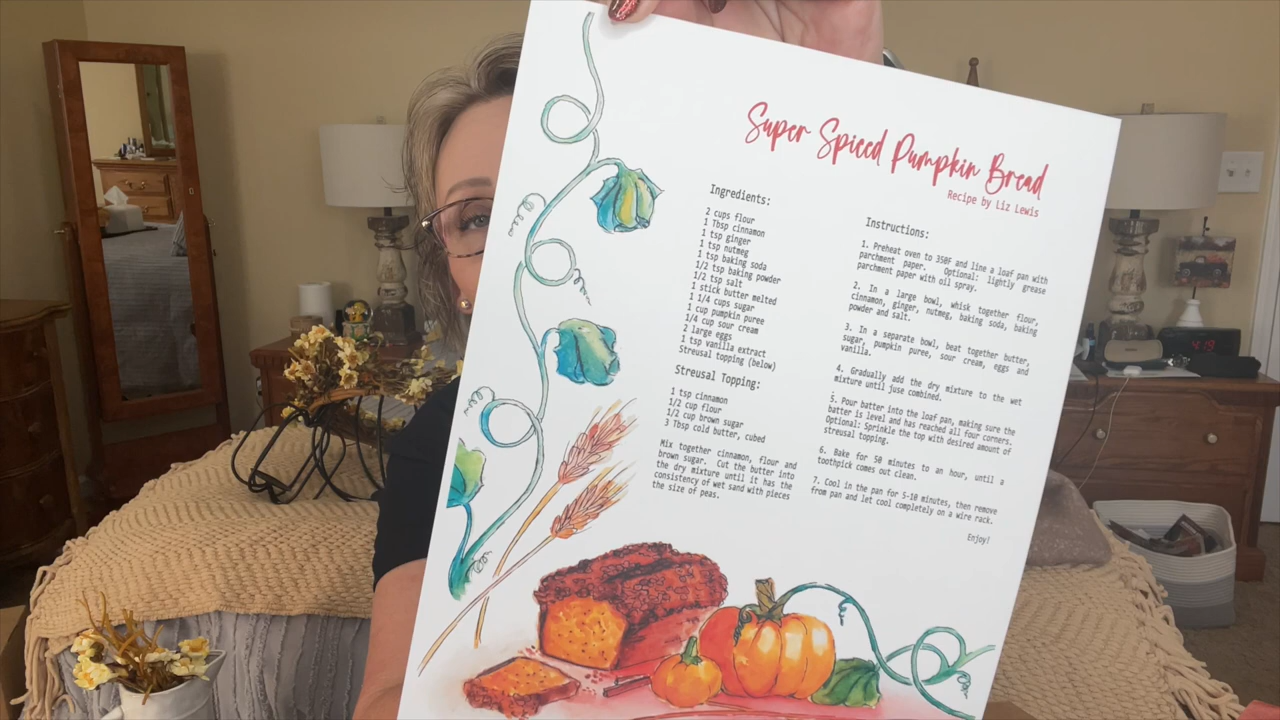 Super Spiced Pumpkin Bread
Recipe by Liz Lewis
Ingredients:
2 cups flour
1 Tbsp cinnamon
1 tsp ginger
1 tsp nutmeg
1 tsp baking soda
1/2 tsp baking powder
1/2 tsp salt
1 stick butter melted
1 1/4 cups sugar
1 cup pumpkin puree
1/4 cup sour cream
2 large eggs
1 tsp vanilla extract
Streusal topping (below)
Streusal Topping:
1 tsp cinnamon
1/2 cup flour
1/2 cup brown sugar
3 Tbsp cold butter, cubed
Mix together cinnamon, flour and
brown sugar. Cut the butter into
the dry mixture until it has the
consistency of wet sand with pieces
the size of peas.
Instructions:
1. Preheat oven to 350F and line a loaf pan with
parchment paper. Optional: lightly grease
parchment paper with oil spray.
2. In a large bowl, whisk together flour,
cinnamon, ginger, nutmeg, baking soda, baking
powder and salt.
3. In a separate bowl, beat together butter,
sugar, pumpkin puree, sour cream, eggs and
vanilla.
4. Gradually add the dry mixture to the wet
mixture until juse combined.
5. Pour batter into the loaf pan, making sure the
batter is level and has reached all four corners.
Optional: Sprinkle the top with desired amount of
streusal topping.
6. Bake for 50 minutes to an hour, until a
toothpick comes out clean.
7. Cool in the pan for 5-10 minutes, then remove
from pan and let cool completely on a wire rack.
Enjoy!
4:19